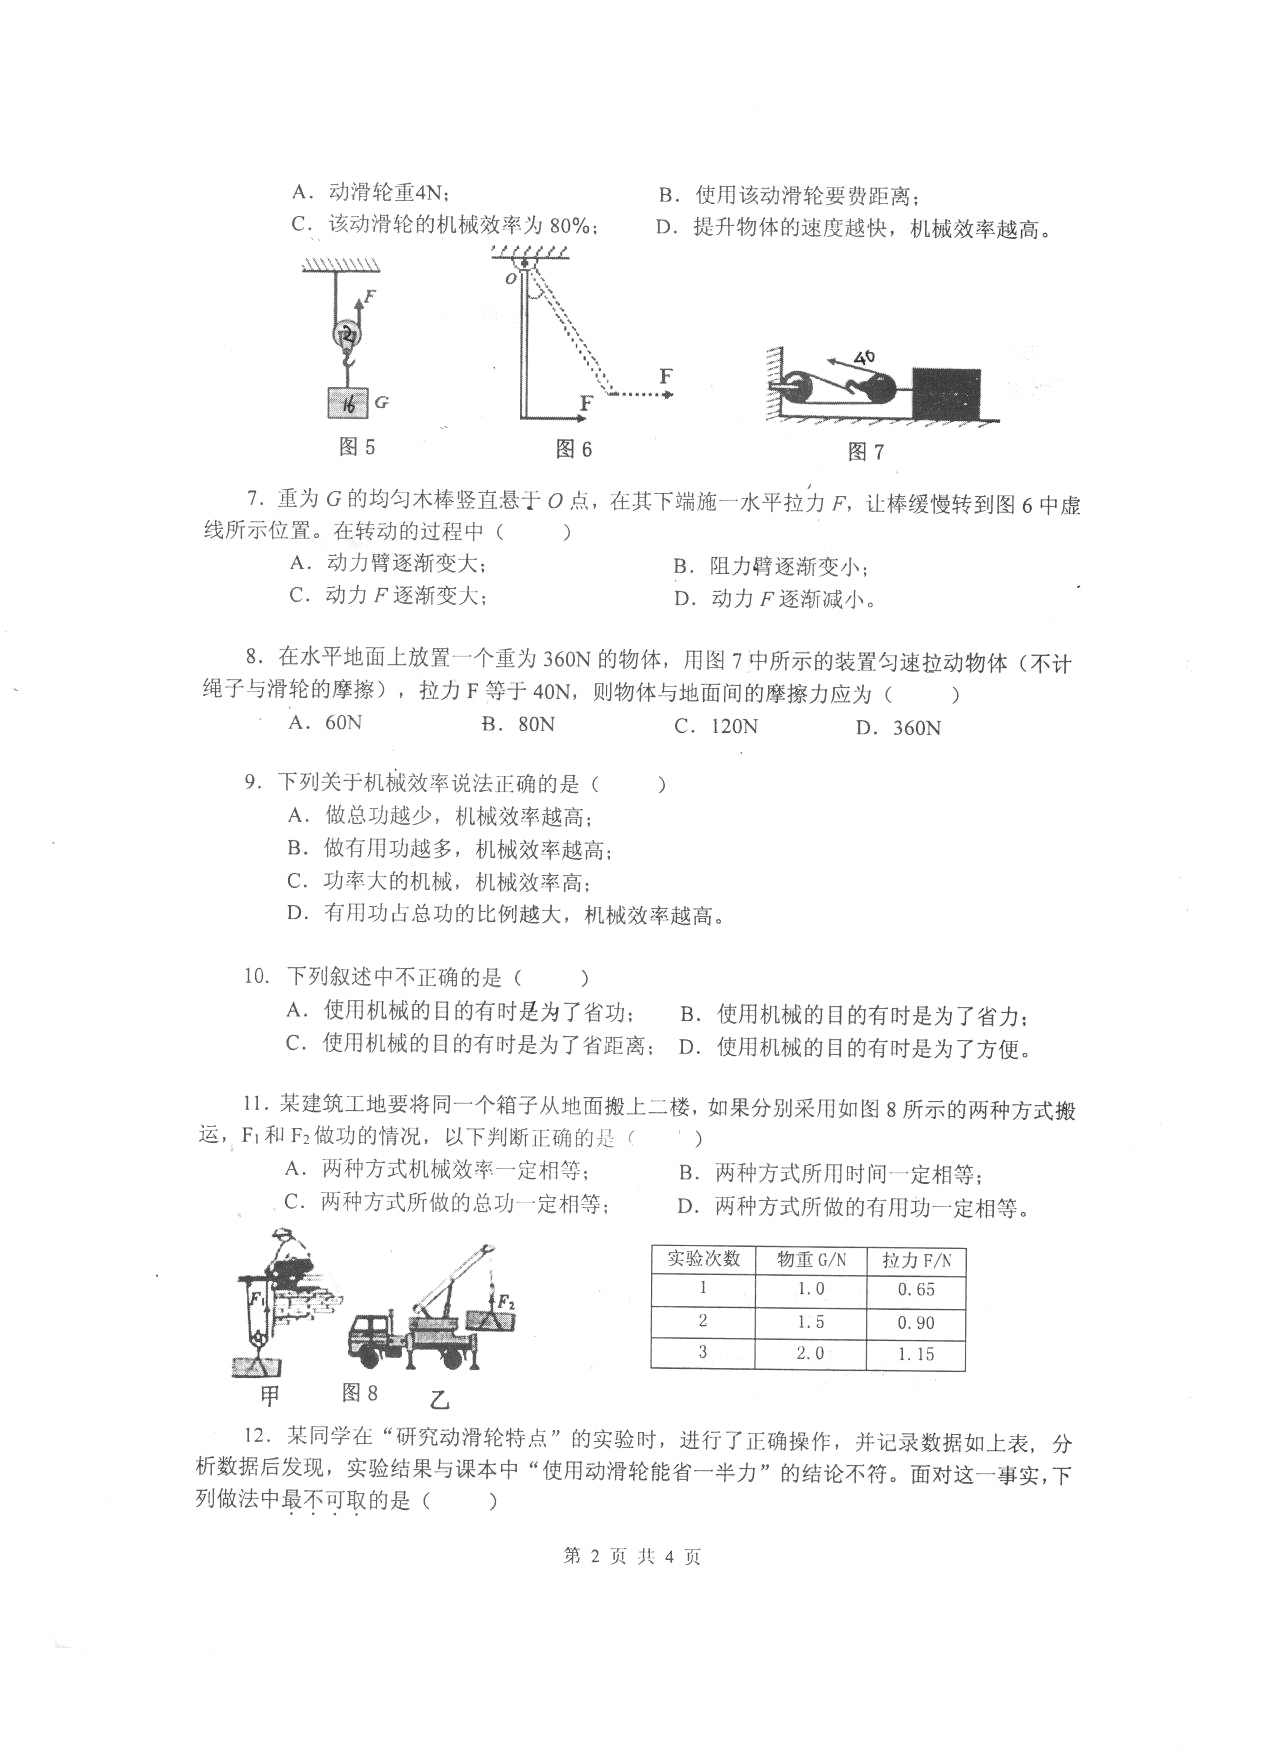 A．动滑轮重4N；　B．使用该动滑轮要费距离；
C．该动滑轮的机械效率为 80%；　D．提升物体的速度越快，机械效率越高。
F
2
16
G
图 5
O
F
F
图 6
40
图 7
7．重为 G 的均匀木棒竖直悬于 O 点，在其下端施一水平拉力 F，让棒缓慢转到图 6 中虚
线所示位置。在转动的过程中（　　）
A．动力臂逐渐变大；　B．阻力臂逐渐变小；
C．动力 F 逐渐变大；　D．动力 F 逐渐减小。
8．在水平地面上放置一个重为 360N 的物体，用图 7 中所示的装置匀速拉动物体（不计
绳子与滑轮的摩擦），拉力 F 等于 40N，则物体与地面间的摩擦力应为（　　）
A．60N　B．80N　C．120N　D．360N
9．下列关于机械效率说法正确的是（　　）
A．做总功越少，机械效率越高；
B．做有用功越多，机械效率越高；
C．功率大的机械，机械效率高；
D．有用功占总功的比例越大，机械效率越高。
10．下列叙述中不正确的是（　　）
A．使用机械的目的有时是为了省功；　B．使用机械的目的有时是为了省力；
C．使用机械的目的有时是为了省距离；　D．使用机械的目的有时是为了方便。
11．某建筑工地要将同一个箱子从地面搬上二楼，如果分别采用如图 8 所示的两种方式搬
运，F₁ 和 F₂ 做功的情况，以下判断正确的是（　　）
A．两种方式机械效率一定相等；　B．两种方式所用时间一定相等；
C．两种方式所做的总功一定相等；　D．两种方式所做的有用功一定相等。
F₁
F₂
甲　图 8　乙
实验次数　物重 G/N　拉力 F/N
1　1.0　0.65
2　1.5　0.90
3　2.0　1.15
12．某同学在“研究动滑轮特点”的实验时，进行了正确操作，并记录数据如上表，分
析数据后发现，实验结果与课本中“使用动滑轮能省一半力”的结论不符。面对这一事实，下
列做法中最不可取的是（　　）
第 2 页 共 4 页